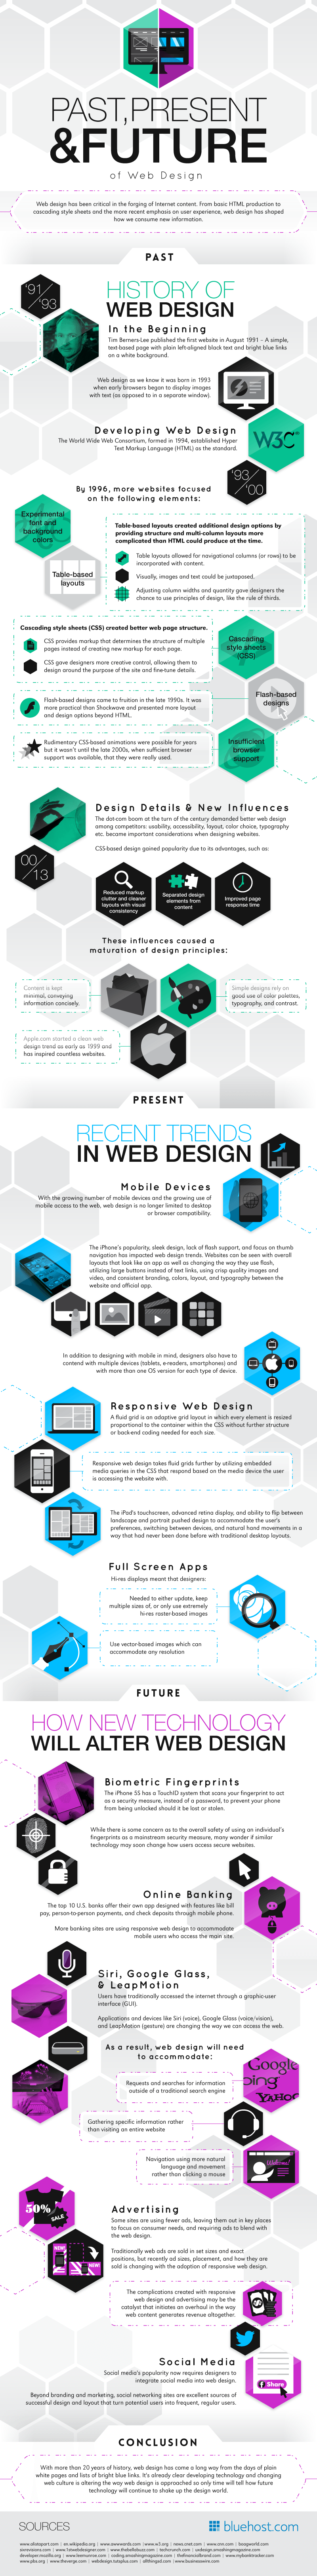 PAST, PRESENT
&FUTURE
of Web Design
Web design has been critical in the forging of Internet content. From basic HTML production to
cascading style sheets and the more recent emphasis on user experience, web design has shaped
how we consume new information.
PAST
'91
'93
HISTORY OF
WEB DESIGN
In the Beginning
Tim Berners-Lee published the first website in August 1991 – A simple,
text-based page with plain left-aligned black text and bright blue links
on a white background.
Web design as we know it was born in 1993
when early browsers began to display images
with text (as opposed to in a separate window).
Developing Web Design
The World Wide Web Consortium, formed in 1994, established Hyper
Text Markup Language (HTML) as the standard.
W3C
'93
'00
By 1996, more websites focused
on the following elements:
Experimental
font and
background
colors
Table-based
layouts
Table-based layouts created additional design options by
providing structure and multi-column layouts more
complicated than HTML could produce at the time.
Table layouts allowed for navigational columns (or rows) to be
incorporated with content.
Visually, images and text could be juxtaposed.
Adjusting column widths and quantity gave designers the
chance to use principles of design, like the rule of thirds.
Cascading style sheets (CSS) created better web page structure.
CSS provides markup that determines the structure of multiple
pages instead of creating new markup for each page.
CSS gave designers more creative control, allowing them to
design around the purpose of the site and fine-tune details.
Cascading
style sheets
(CSS)
Flash-based designs came to fruition in the late 1990s. It was
more practical than Shockwave and presented more layout
and design options beyond HTML.
Flash-based
designs
Rudimentary CSS-based animations were possible for years
but it wasn't until the late 2000s, when sufficient browser
support was available, that they were really used.
Insufficient
browser
support
Design Details & New Influences
The dot-com boom at the turn of the century demanded better web design
among competitors: usability, accessibility, layout, color choice, typography
etc. became important considerations when designing websites.
00
13
CSS-based design gained popularity due to its advantages, such as:
Reduced markup
clutter and cleaner
layouts with visual
consistency
Separated design
elements from
content
Improved page
response time
These influences caused a
maturation of design principles:
Content is kept
minimal, conveying
information concisely.
Simple designs rely on
good use of color palettes,
typography, and contrast.
Apple.com started a clean web
design trend as early as 1999 and
has inspired countless websites.
PRESENT
RECENT TRENDS
IN WEB DESIGN
Mobile Devices
With the growing number of mobile devices and the growing use of
mobile access to the web, web design is no longer limited to desktop
or browser compatibility.
The iPhone's popularity, sleek design, lack of flash support, and focus on thumb
navigation has impacted web design trends. Websites can be seen with overall
layouts that look like an app as well as changing the way they use flash,
utilizing large buttons instead of text links, using crisp quality images and
video, and consistent branding, colors, layout, and typography between the
website and official app.
In addition to designing with mobile in mind, designers also have to
contend with multiple devices (tablets, e-readers, smartphones) and
with more than one OS version for each type of device.
Responsive Web Design
A fluid grid is an adaptive grid layout in which every element is resized
proportional to the container within the CSS without further structure
or back-end coding needed for each size.
Responsive web design takes fluid grids further by utilizing embedded
media queries in the CSS that respond based on the media device the user
is accessing the website with.
The iPad's touchscreen, advanced retina display, and ability to flip between
landscape and portrait pushed design to accommodate the user's
preferences, switching between devices, and natural hand movements in a
way that had never been done before with traditional desktop layouts.
Full Screen Apps
Hi-res displays meant that designers:
Needed to either update, keep
multiple sizes of, or only use extremely
hi-res raster-based images
Use vector-based images which can
accommodate any resolution
FUTURE
HOW NEW TECHNOLOGY
WILL ALTER WEB DESIGN
Biometric Fingerprints
The iPhone 5S has a TouchID system that scans your fingerprint to act
as a security measure, instead of a password, to prevent your phone
from being unlocked should it be lost or stolen.
While there is some concern as to the overall safety of using an individual's
fingerprints as a mainstream security measure, many wonder if similar
technology may soon change how users access secure websites.
Online Banking
The top 10 U.S. banks offer their own app designed with features like bill
pay, person-to-person payments, and check deposits through mobile phone.
More banking sites are using responsive web design to accommodate
mobile users who access the main site.
Siri, Google Glass,
& LeapMotion
Users have traditionally accessed the internet through a graphic-user
interface (GUI).
Applications and devices like Siri (voice), Google Glass (voice/vision),
and LeapMotion (gesture) are changing the way we can access the web.
As a result, web design will need
to accommodate:
Requests and searches for information
outside of a traditional search engine
Google
bing
YAHOO
Gathering specific information rather
than visiting an entire website
Navigation using more natural
language and movement
rather than clicking a mouse
Welcome!
50%
SALE
Advertising
Some sites are using fewer ads, leaving them out in key places
to focus on consumer needs, and requiring ads to blend with
the web design.
NEW!
NEW!
Traditionally web ads are sold in set sizes and exact
positions, but recently ad sizes, placement, and how they are
sold is changing with the adoption of responsive web design.
The complications created with responsive
web design and advertising may be the
catalyst that initiates an overhaul in the way
web content generates revenue altogether.
Social Media
Social media's popularity now requires designers to
integrate social media into web design.
Beyond branding and marketing, social networking sites are excellent sources of
successful design and layout that turn potential users into frequent, regular users.
f Share
CONCLUSION
With more than 20 years of history, web design has come a long way from the days of plain
white pages and lots of bright blue links. It's already clear developing technology and changing
web culture is altering the way web design is approached so only time will tell how future
technology will continue to shake up the design world.
SOURCES
bluehost.com